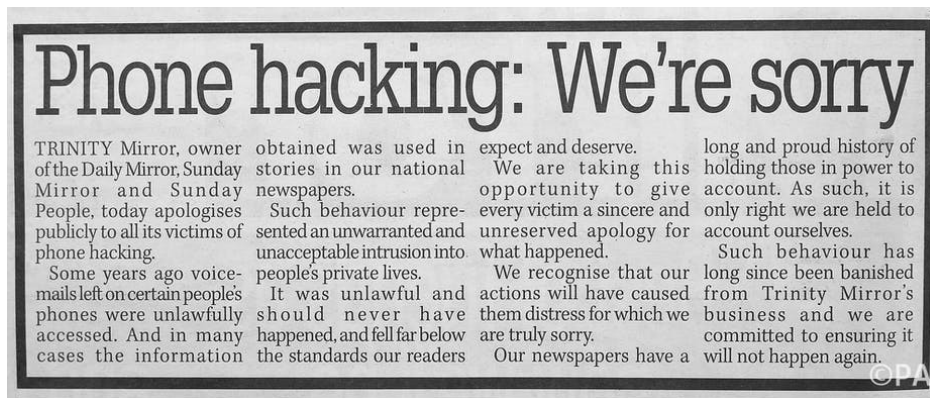 Phone hacking: We're sorry
TRINITY Mirror, owner
of the Daily Mirror, Sunday
Mirror and Sunday
People, today apologises
publicly to all its victims of
phone hacking.
Some years ago voice-
mails left on certain people's
phones were unlawfully
accessed. And in many
cases the information
obtained was used in
stories in our national
newspapers.
Such behaviour repre-
sented an unwarranted and
unacceptable intrusion into
people's private lives.
It was unlawful and
should never have
happened, and fell far below
the standards our readers
expect and deserve.
We are taking this
opportunity to give
every victim a sincere and
unreserved apology for
what happened.
We recognise that our
actions will have caused
them distress for which we
are truly sorry.
Our newspapers have a
long and proud history of
holding those in power to
account. As such, it is
only right we are held to
account ourselves.
Such behaviour has
long since been banished
from Trinity Mirror's
business and we are
committed to ensuring it
will not happen again.
©PA